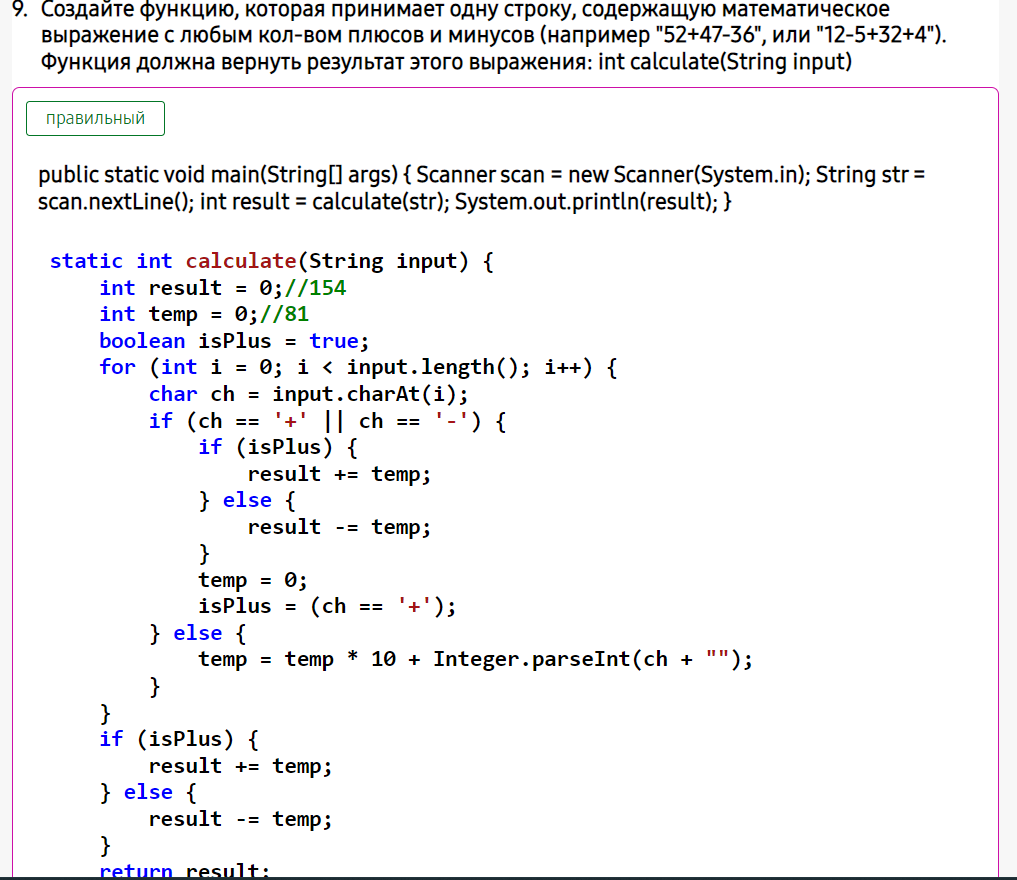 9. Создайте функцию, которая принимает одну строку, содержащую математическое
выражение с любым кол-вом плюсов и минусов (например "52+47-36", или "12-5+32+4").
Функция должна вернуть результат этого выражения: int calculate(String input)
правильный
public static void main(String[] args) { Scanner scan = new Scanner(System.in); String str =
scan.nextLine(); int result = calculate(str); System.out.println(result); }
static int calculate(String input) {
    int result = 0;//154
    int temp = 0;//81
    boolean isPlus = true;
    for (int i = 0; i < input.length(); i++) {
        char ch = input.charAt(i);
        if (ch == '+' || ch == '-') {
            if (isPlus) {
                result += temp;
            } else {
                result -= temp;
            }
            temp = 0;
            isPlus = (ch == '+');
        } else {
            temp = temp * 10 + Integer.parseInt(ch + "");
        }
    }
    if (isPlus) {
        result += temp;
    } else {
        result -= temp;
    }
    return result;